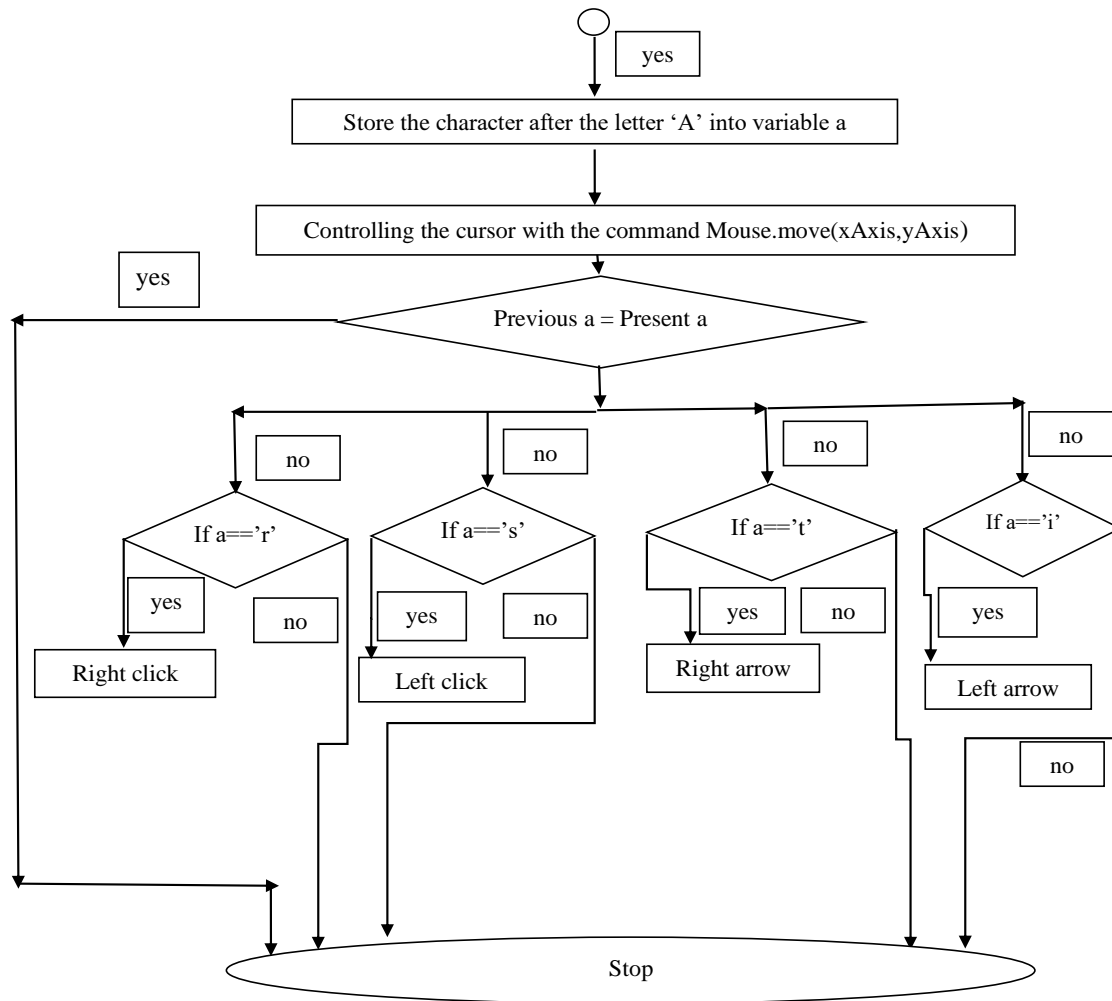 yes
Store the character after the letter ‘A’ into variable a
Controlling the cursor with the command Mouse.move(xAxis,yAxis)
yes
Previous a = Present a
no
no
no
no
If a==’r’
If a==’s’
If a==’t’
If a==’i’
yes
no
yes
no
yes
no
yes
Right click
Left click
Right arrow
Left arrow
no
Stop